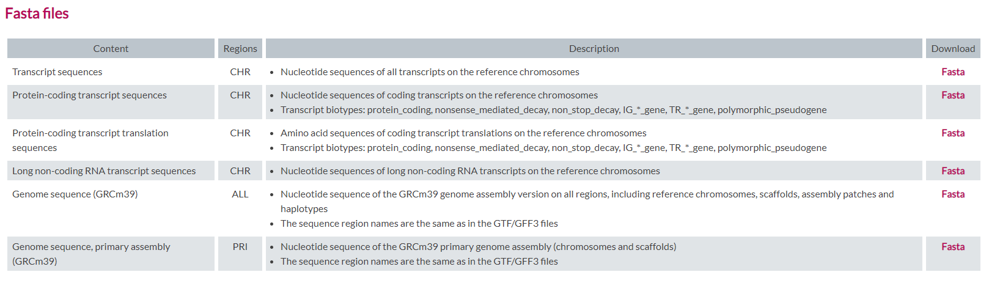 Fasta files
Content Regions Description Download
Transcript sequences CHR • Nucleotide sequences of all transcripts on the reference chromosomes Fasta
Protein-coding transcript sequences CHR • Nucleotide sequences of coding transcripts on the reference chromosomes Fasta
• Transcript biotypes: protein_coding, nonsense_mediated_decay, non_stop_decay, IG_*_gene, TR_*_gene, polymorphic_pseudogene
Protein-coding transcript translation CHR • Amino acid sequences of coding transcript translations on the reference chromosomes Fasta
sequences • Transcript biotypes: protein_coding, nonsense_mediated_decay, non_stop_decay, IG_*_gene, TR_*_gene, polymorphic_pseudogene
Long non-coding RNA transcript sequences CHR • Nucleotide sequences of long non-coding RNA transcripts on the reference chromosomes Fasta
Genome sequence (GRCm39) ALL • Nucleotide sequence of the GRCm39 genome assembly version on all regions, including reference chromosomes, scaffolds, assembly patches and Fasta
haplotypes
• The sequence region names are the same as in the GTF/GFF3 files
Genome sequence, primary assembly PRI • Nucleotide sequence of the GRCm39 primary genome assembly (chromosomes and scaffolds) Fasta
(GRCm39) • The sequence region names are the same as in the GTF/GFF3 files